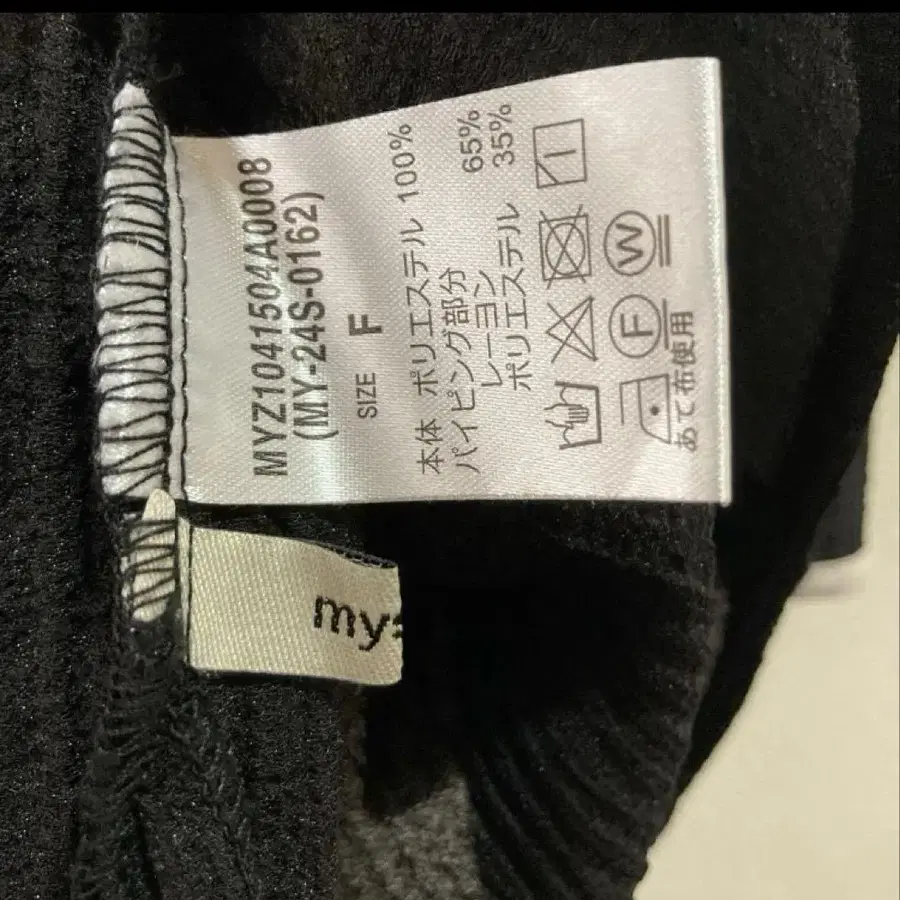 MYZ1041504A0008
(MY-24S-0162)
SIZE F
本体 ポリエステル 100%
パイピング部分
レーヨン 65%
ポリエステル 35%
W
F
あて布使用
mys